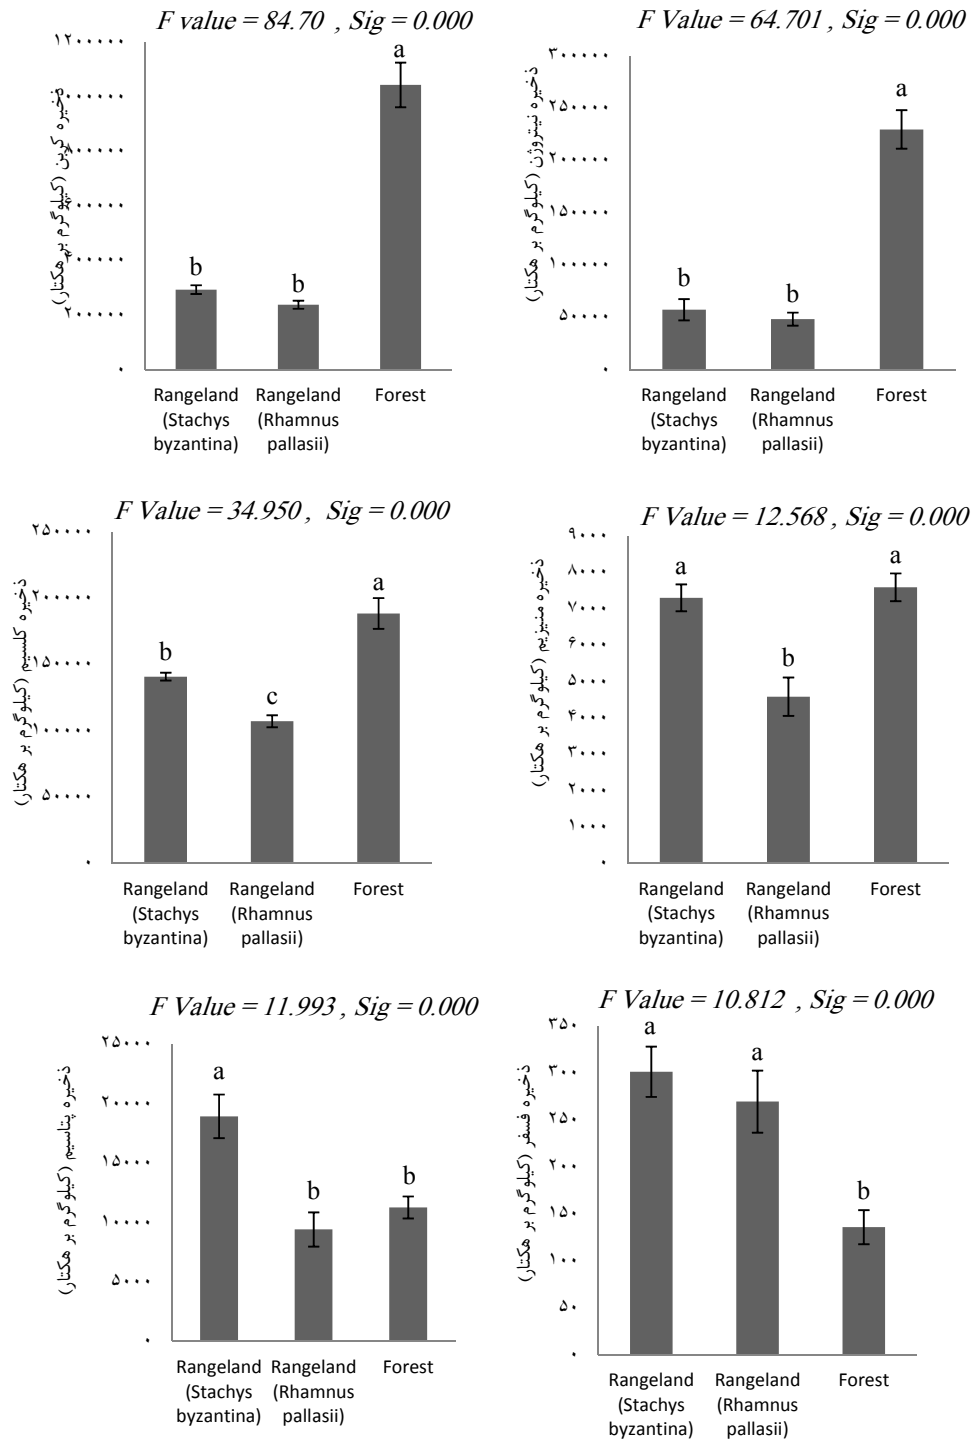 F value = 84.70 , Sig = 0.000
ذخیره کربن (کیلوگرم بر هکتار)
۱۲۰۰۰۰۰
۱۰۰۰۰۰۰
۸۰۰۰۰۰
۶۰۰۰۰۰
۴۰۰۰۰۰
۲۰۰۰۰۰
۰
b
b
a
Rangeland
(Stachys
byzantina)
Rangeland
(Rhamnus
pallasii)
Forest
F Value = 64.701 , Sig = 0.000
ذخیره نیتروژن (کیلوگرم بر هکتار)
۳۰۰۰۰۰
۲۵۰۰۰۰
۲۰۰۰۰۰
۱۵۰۰۰۰
۱۰۰۰۰۰
۵۰۰۰۰
۰
b
b
a
Rangeland
(Stachys
byzantina)
Rangeland
(Rhamnus
pallasii)
Forest
F Value = 34.950 , Sig = 0.000
ذخیره کلسیم (کیلوگرم بر هکتار)
۲۵۰۰۰۰
۲۰۰۰۰۰
۱۵۰۰۰۰
۱۰۰۰۰۰
۵۰۰۰۰
۰
b
c
a
Rangeland
(Stachys
byzantina)
Rangeland
(Rhamnus
pallasii)
Forest
F Value = 12.568 , Sig = 0.000
ذخیره منیزیم (کیلوگرم بر هکتار)
۹۰۰۰
۸۰۰۰
۷۰۰۰
۶۰۰۰
۵۰۰۰
۴۰۰۰
۳۰۰۰
۲۰۰۰
۱۰۰۰
۰
a
b
a
Rangeland
(Stachys
byzantina)
Rangeland
(Rhamnus
pallasii)
Forest
F Value = 11.993 , Sig = 0.000
ذخیره پتاسیم (کیلوگرم بر هکتار)
۲۵۰۰۰
۲۰۰۰۰
۱۵۰۰۰
۱۰۰۰۰
۵۰۰۰
۰
a
b
b
Rangeland
(Stachys
byzantina)
Rangeland
(Rhamnus
pallasii)
Forest
F Value = 10.812 , Sig = 0.000
ذخیره فسفر (کیلوگرم بر هکتار)
۳۵۰
۳۰۰
۲۵۰
۲۰۰
۱۵۰
۱۰۰
۵۰
۰
a
a
b
Rangeland
(Stachys
byzantina)
Rangeland
(Rhamnus
pallasii)
Forest